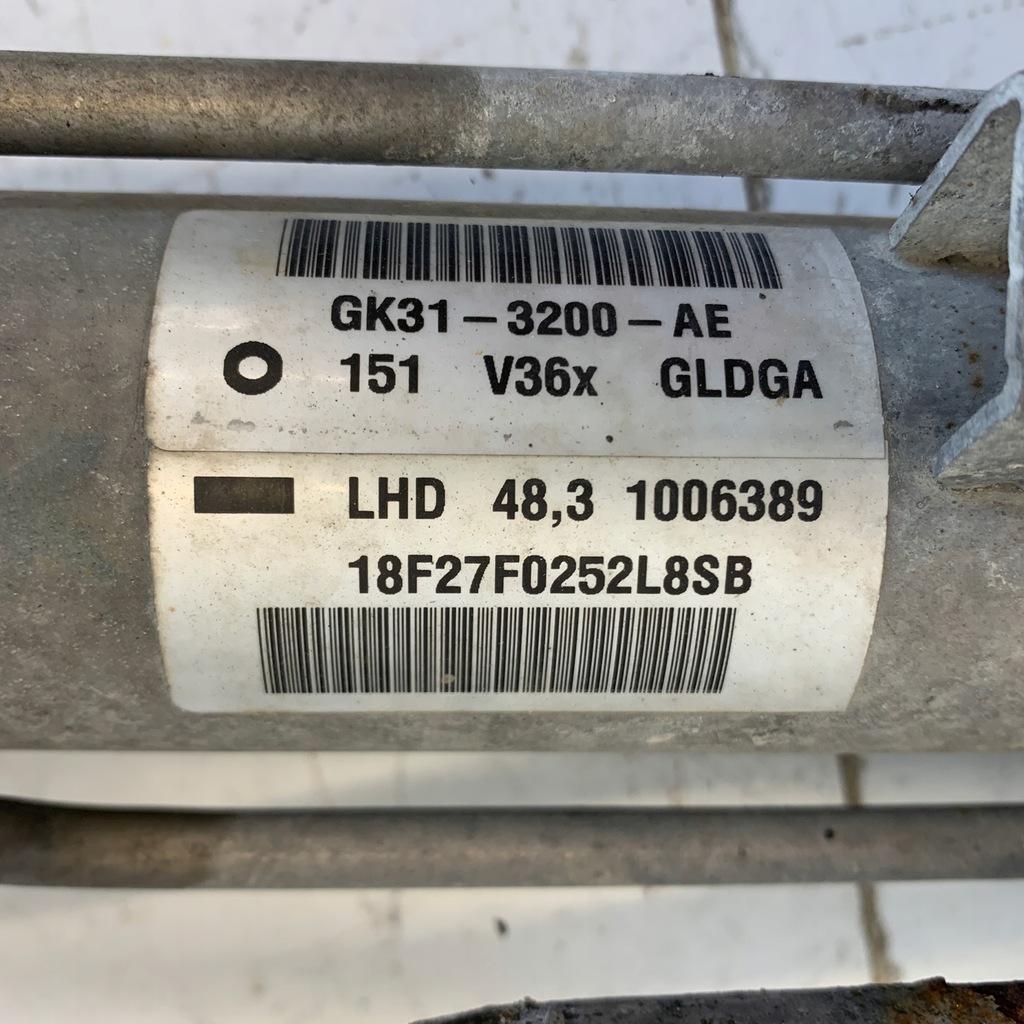 GK31-3200-AE
151 V36x GLDGA
LHD 48,3 1006389
18F27F0252L8SB